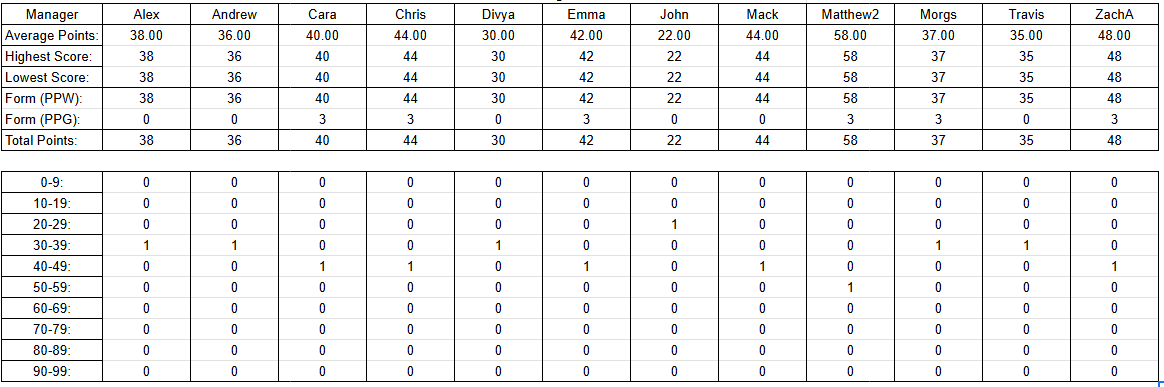 Manager Alex Andrew Cara Chris Divya Emma John Mack Matthew2 Morgs Travis ZachA
Average Points: 38.00 36.00 40.00 44.00 30.00 42.00 22.00 44.00 58.00 37.00 35.00 48.00
Highest Score: 38 36 40 44 30 42 22 44 58 37 35 48
Lowest Score: 38 36 40 44 30 42 22 44 58 37 35 48
Form (PPW): 38 36 40 44 30 42 22 44 58 37 35 48
Form (PPG): 0 0 3 3 0 3 0 0 3 3 0 3
Total Points: 38 36 40 44 30 42 22 44 58 37 35 48
0-9: 0 0 0 0 0 0 0 0 0 0 0 0
10-19: 0 0 0 0 0 0 0 0 0 0 0 0
20-29: 0 0 0 0 0 0 1 0 0 0 0 0
30-39: 1 1 0 0 1 0 0 0 0 1 1 0
40-49: 0 0 1 1 0 1 0 1 0 0 0 1
50-59: 0 0 0 0 0 0 0 0 1 0 0 0
60-69: 0 0 0 0 0 0 0 0 0 0 0 0
70-79: 0 0 0 0 0 0 0 0 0 0 0 0
80-89: 0 0 0 0 0 0 0 0 0 0 0 0
90-99: 0 0 0 0 0 0 0 0 0 0 0 0